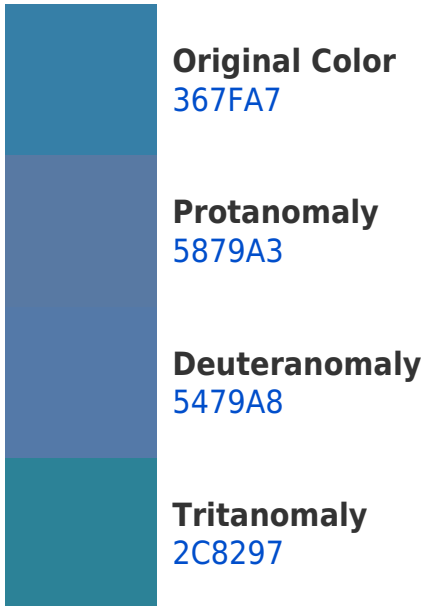 Original Color
367FA7
Protanomaly
5879A3
Deuteranomaly
5479A8
Tritanomaly
2C8297